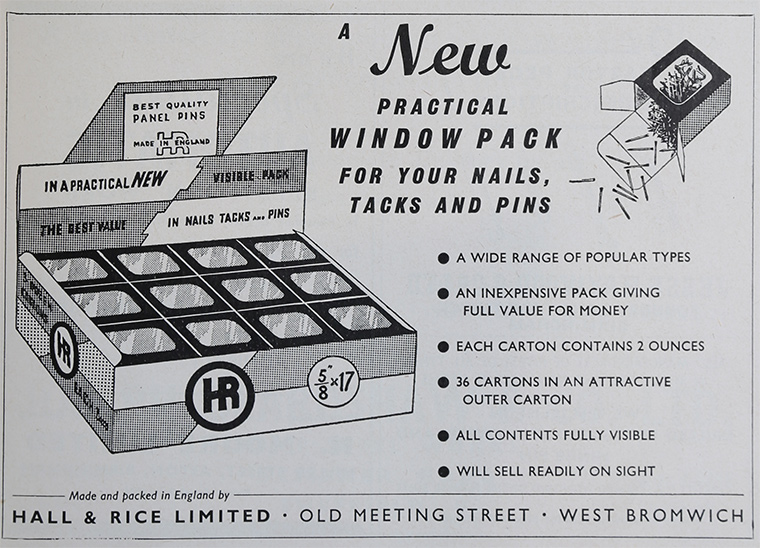 A New
PRACTICAL
WINDOW PACK
FOR YOUR NAILS,
TACKS AND PINS
BEST QUALITY
PANEL PINS
MADE IN ENGLAND
HR
IN A PRACTICAL NEW
VISIBLE PACK
THE BEST VALUE
IN NAILS TACKS AND PINS
HR
HR
5/8" × 17
● A WIDE RANGE OF POPULAR TYPES
● AN INEXPENSIVE PACK GIVING
FULL VALUE FOR MONEY
● EACH CARTON CONTAINS 2 OUNCES
● 36 CARTONS IN AN ATTRACTIVE
OUTER CARTON
● ALL CONTENTS FULLY VISIBLE
● WILL SELL READILY ON SIGHT
Made and packed in England by
HALL & RICE LIMITED · OLD MEETING STREET · WEST BROMWICH